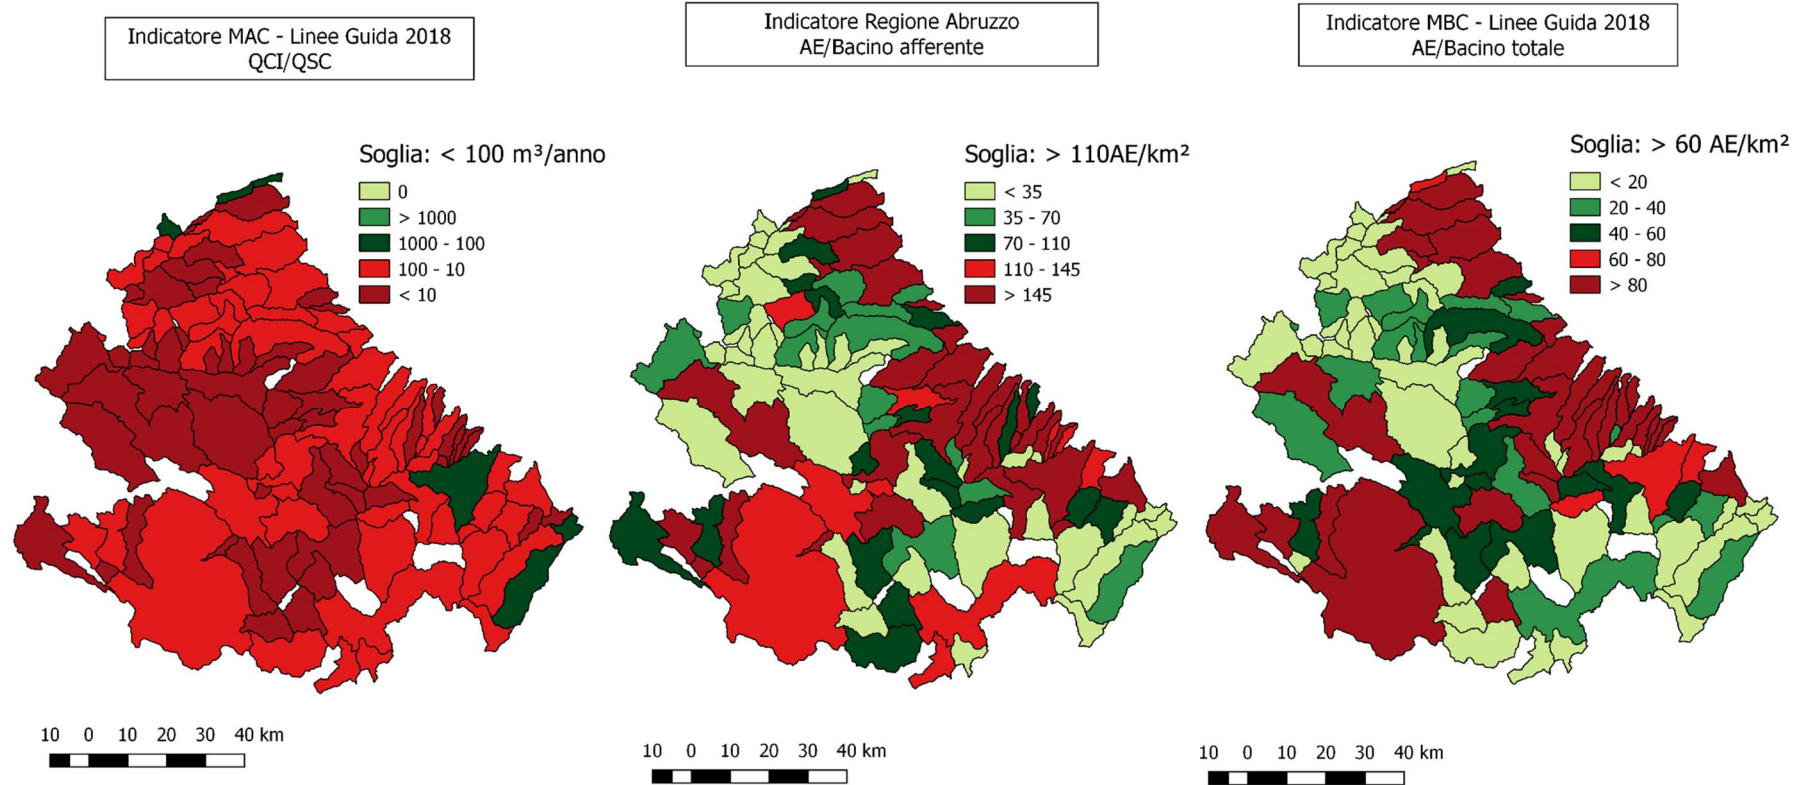 Indicatore MAC - Linee Guida 2018
QCI/QSC
Soglia: < 100 m³/anno
0
> 1000
1000 - 100
100 - 10
< 10
10 0 10 20 30 40 km
Indicatore Regione Abruzzo
AE/Bacino afferente
Soglia: > 110AE/km²
< 35
35 - 70
70 - 110
110 - 145
> 145
10 0 10 20 30 40 km
Indicatore MBC - Linee Guida 2018
AE/Bacino totale
Soglia: > 60 AE/km²
< 20
20 - 40
40 - 60
60 - 80
> 80
10 0 10 20 30 40 km